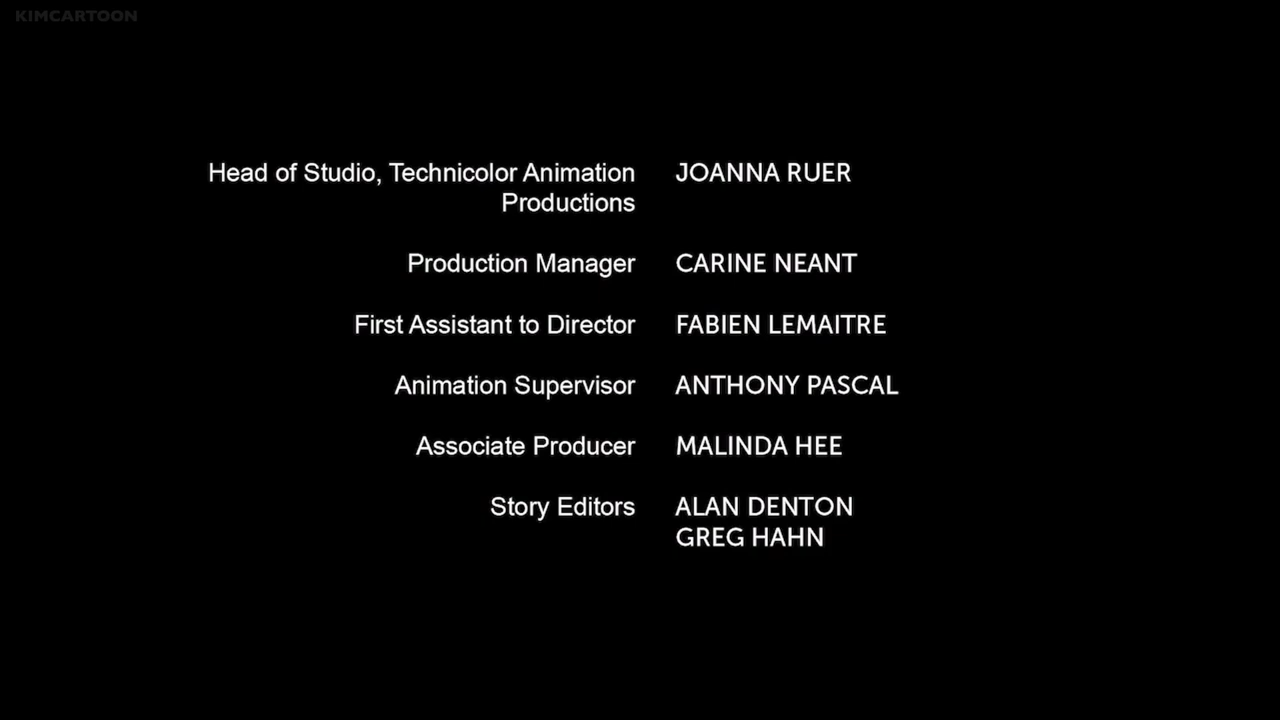 KIMCARTOON
Head of Studio, Technicolor Animation JOANNA RUER
Productions
Production Manager CARINE NEANT
First Assistant to Director FABIEN LEMAITRE
Animation Supervisor ANTHONY PASCAL
Associate Producer MALINDA HEE
Story Editors ALAN DENTON
GREG HAHN